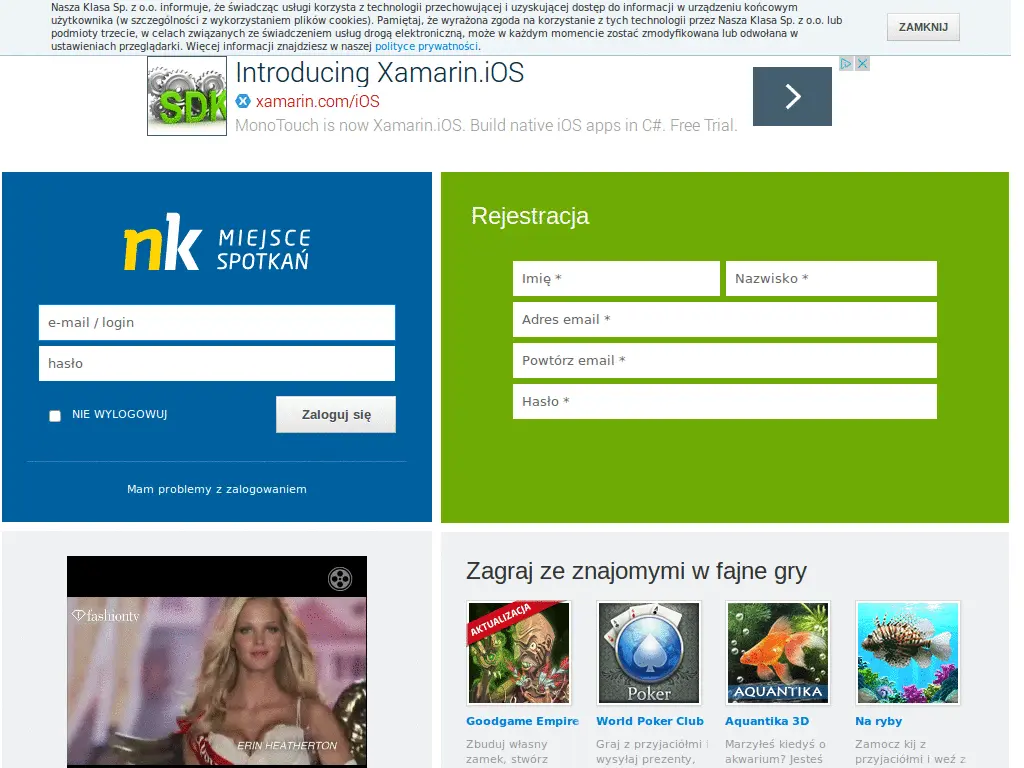 Nasza Klasa Sp. z o.o. informuje, że świadcząc usługi korzysta z technologii przechowującej i uzyskującej dostęp do informacji w urządzeniu końcowym
użytkownika (w szczególności z wykorzystaniem plików cookies). Pamiętaj, że wyrażona zgoda na korzystanie z tych technologii przez Nasza Klasa Sp. z o.o. lub
podmioty trzecie, w celach związanych ze świadczeniem usług drogą elektroniczną, może w każdym momencie zostać zmodyfikowana lub odwołana w
ustawieniach przeglądarki. Więcej informacji znajdziesz w naszej polityce prywatności.
ZAMKNIJ
SDK
Introducing Xamarin.iOS
xamarin.com/iOS
MonoTouch is now Xamarin.iOS. Build native iOS apps in C#. Free Trial.
nk MIEJSCE
SPOTKAŃ
e-mail / login
hasło
NIE WYLOGOWUJ
Zaloguj się
Mam problemy z zalogowaniem
Rejestracja
Imię *
Nazwisko *
Adres email *
Powtórz email *
Hasło *
fashiontv
ERIN HEATHERTON
Zagraj ze znajomymi w fajne gry
AKTUALIZACJA
Poker
AQUANTIKA
Goodgame Empire
World Poker Club
Aquantika 3D
Na ryby
Zbuduj własny
zamek, stwórz
Graj z przyjaciółmi i
wysyłaj prezenty,
Marzyłeś kiedyś o
akwarium? Jesteś
Zamocz kij z
przyjaciółmi i weź z